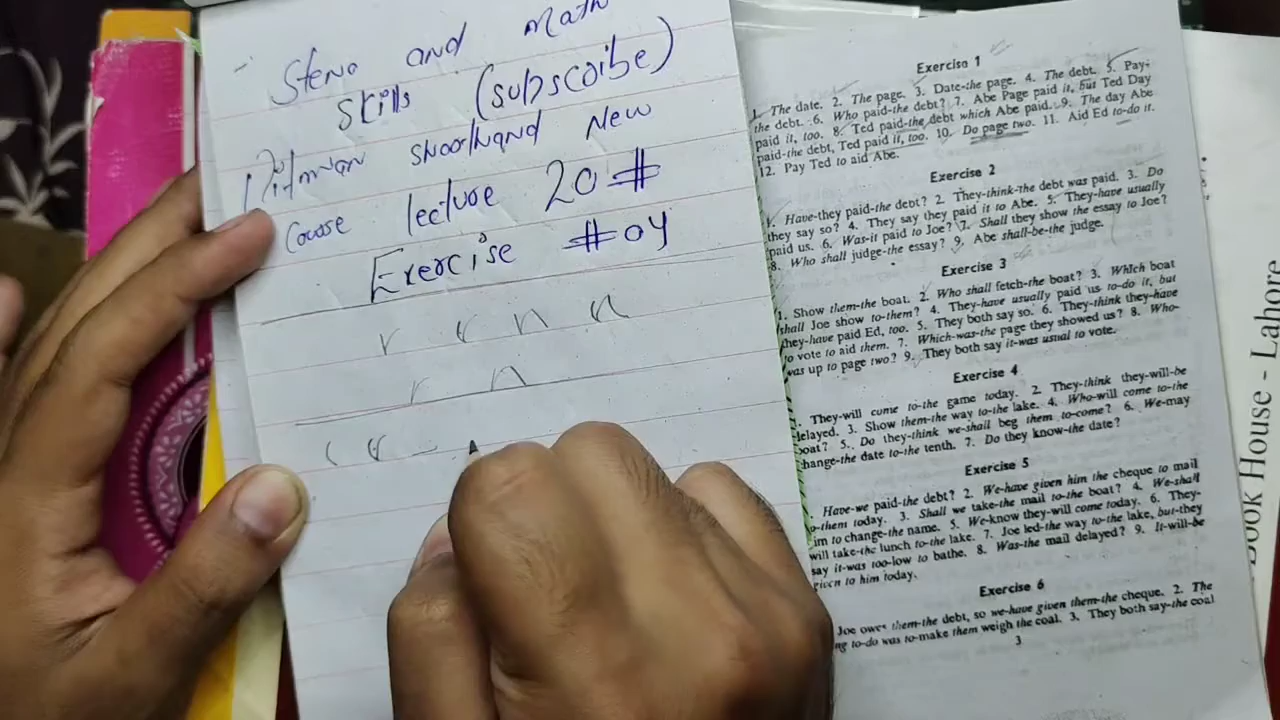 Steno and Math
Skills (subscribe)
Pitman shorthand New
Course lecture 20#
Exercise #04
Exercise 1
1. The date. 2. The page. 3. Date-the page. 4. The debt. 5. Pay-
the debt. 6. Who paid-the debt? 7. Abe Page paid it, but Ted Day
paid it, too. 8. Ted paid-the debt which Abe paid. 9. The day Abe
paid-the debt, Ted paid it, too. 10. Do page two. 11. Aid Ed to-do it.
12. Pay Ted to aid Abe.
Exercise 2
1. Have-they paid-the debt? 2. They-think-the debt was paid. 3. Do
they say so? 4. They say they paid it to Abe. 5. They-have usually
paid us. 6. Was-it paid to Joe? 7. Shall they show the essay to Joe?
8. Who shall judge-the essay? 9. Abe shall-be-the judge.
Exercise 3
1. Show them-the boat. 2. Who shall fetch-the boat? 3. Which boat
shall Joe show to-them? 4. They-have usually paid us to-do it, but
they-have paid Ed, too. 5. They both say so. 6. They-think they-have
to vote to aid them. 7. Which-was-the page they showed us? 8. Who-
was up to page two? 9. They both say it-was usual to vote.
Exercise 4
. They-will come to-the game today. 2. They-think they-will-be
elayed. 3. Show them-the way to-the lake. 4. Who-will come to-the
boat? 5. Do they-think we-shall beg them to-come? 6. We-may
hange-the date to-the tenth. 7. Do they-know-the date?
Exercise 5
. Have-we paid-the debt? 2. We-have given him the cheque to mail
o-them today. 3. Shall we-take-the mail to-the boat? 4. We-shall
im to-change-the name. 5. We-know they-will come today. 6. They-
will take-the lunch to-the lake. 7. Joe led-the way to-the lake, but-they
say it-was too-low to bathe. 8. Was-the mail delayed? 9. It-will-be
given to him today.
Exercise 6
Joe owes them-the debt, so we-have given them-the cheque. 2. The
ng to-do was to-make them weigh the coal. 3. They both say-the coal
3
Book House - Lahore